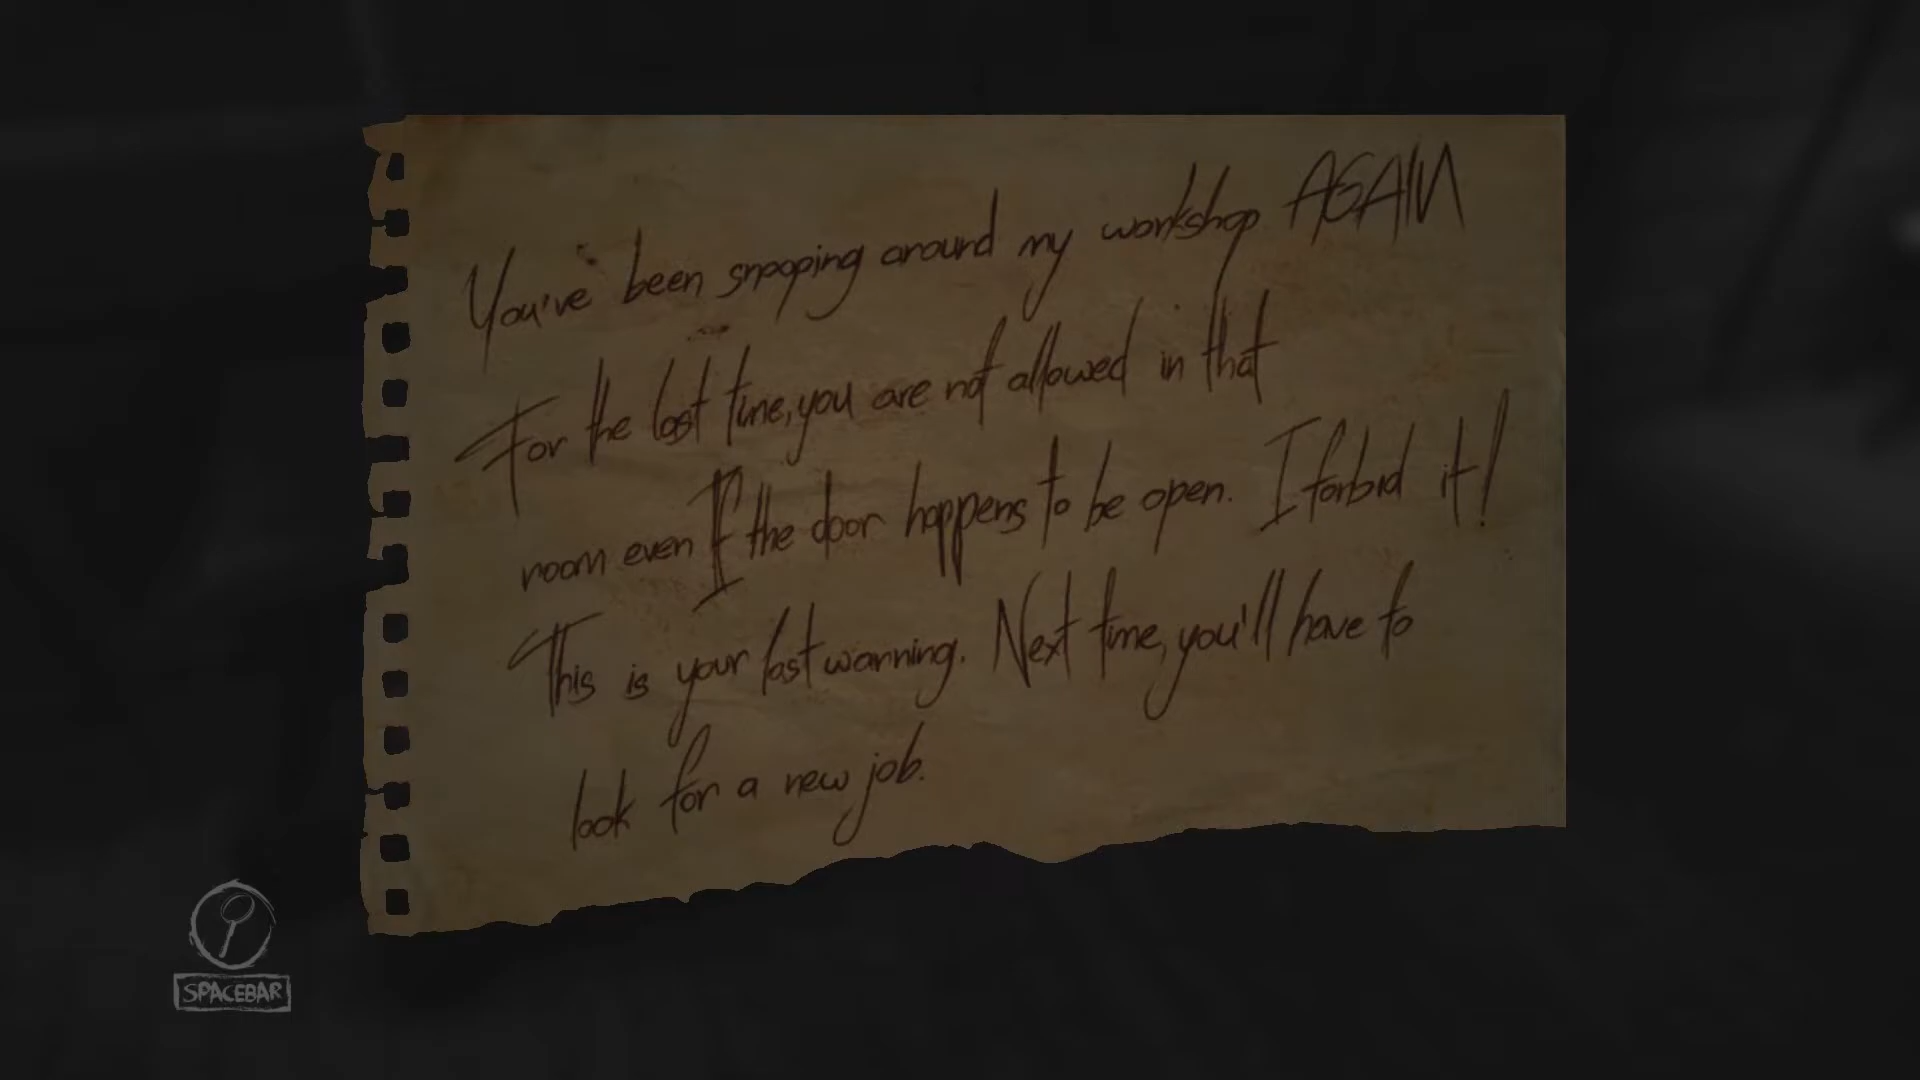 You've been snooping around my workshop AGAIN
For the last time, you are not allowed in that
room even If the door happens to be open. I forbid it!
This is your last warning. Next time, you'll have to
look for a new job.
SPACEBAR